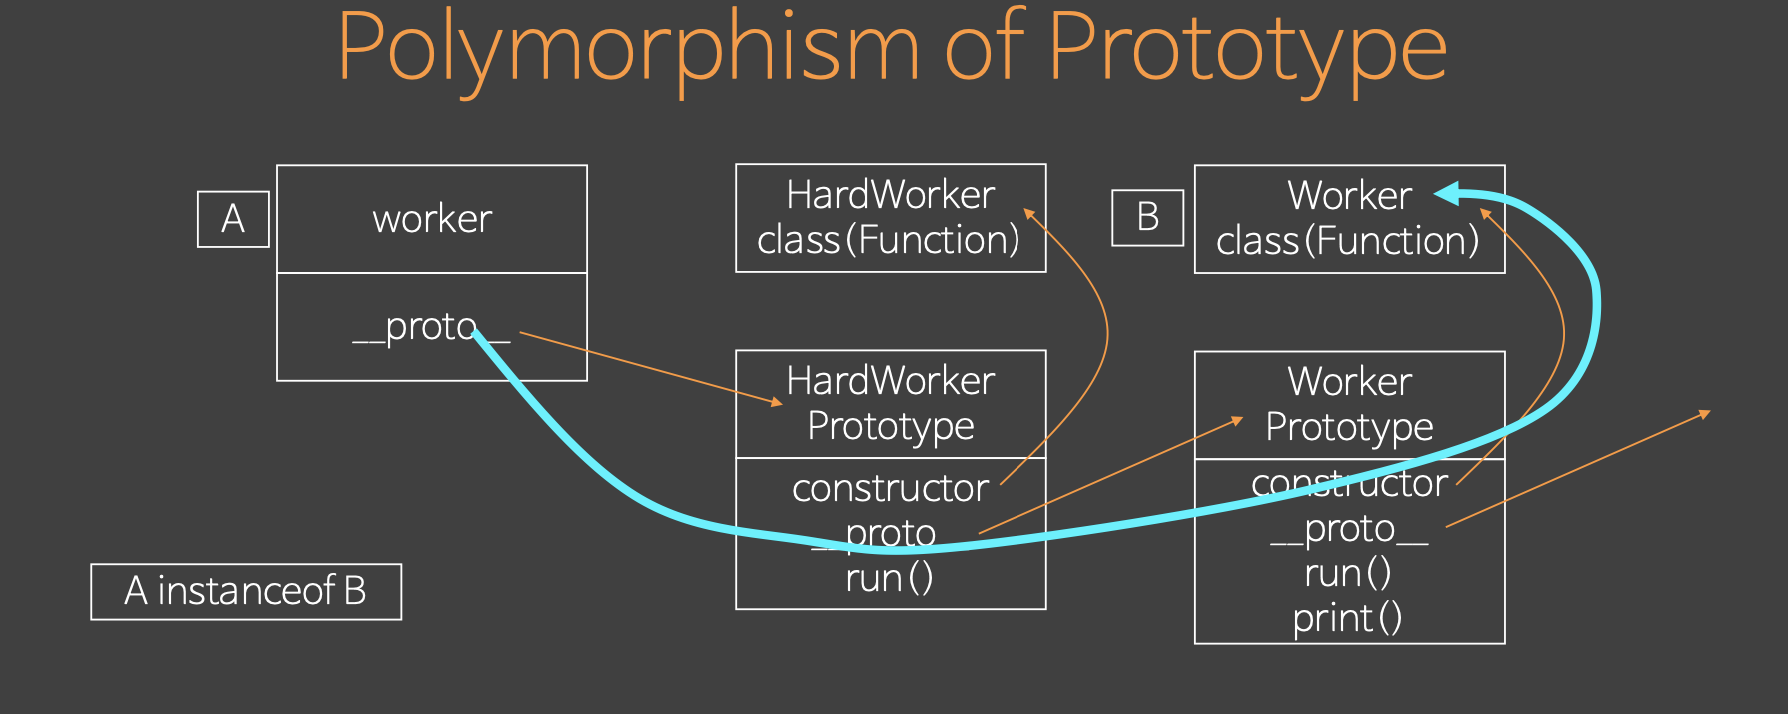 Polymorphism of Prototype
A
worker
__proto__
HardWorker
class(Function)
B
Worker
class(Function)
HardWorker
Prototype
constructor
__proto
run()
Worker
Prototype
constructor
__proto__
run()
print()
A instanceof B